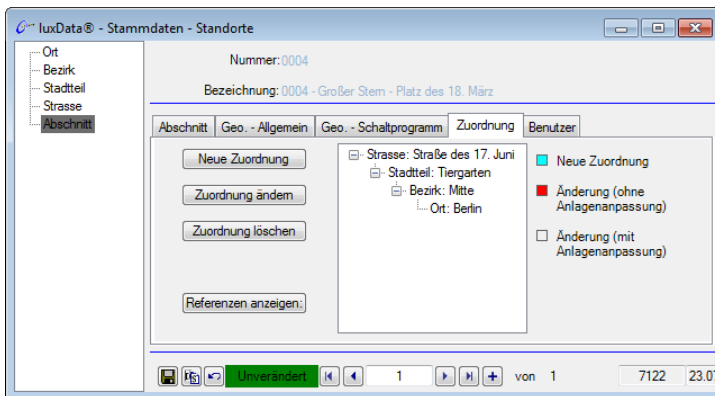 luxData® - Stammdaten - Standorte
Ort
Bezirk
Stadtteil
Strasse
Abschnitt
Nummer: 0004
Bezeichnung: 0004 - Großer Stern - Platz des 18. März
Abschnitt Geo. - Allgemein Geo. - Schaltprogramm Zuordnung Benutzer
Neue Zuordnung
Zuordnung ändern
Zuordnung löschen
Referenzen anzeigen:
Strasse: Straße des 17. Juni
Stadtteil: Tiergarten
Bezirk: Mitte
Ort: Berlin
Neue Zuordnung
Änderung (ohne
Anlagenanpassung)
Änderung (mit
Anlagenanpassung)
Unverändert 1 von 1 7122 23.07